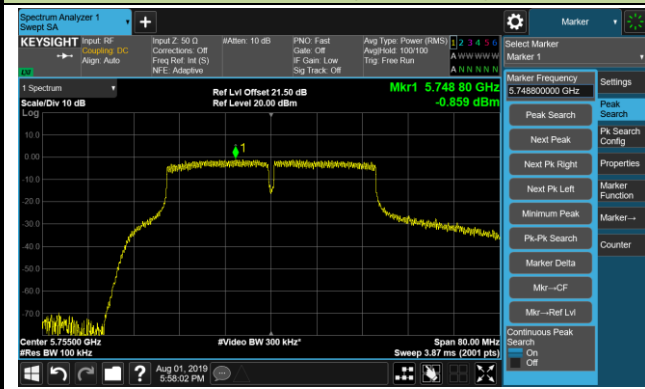 Spectrum Analyzer 1
Swept SA
Marker
KEYSIGHT
Input: RF
Coupling: DC
Align: Auto
Input Z: 50 Ω
Corrections: Off
Freq Ref: Int (S)
NFE: Adaptive
#Atten: 10 dB
PNO: Fast
Gate: Off
IF Gain: Low
Sig Track: Off
Avg Type: Power (RMS)
Avg|Hold: 100/100
Trig: Free Run
1 2 3 4 5 6
A W W W W W
A N N N N N
LXI
1 Spectrum
Scale/Div 10 dB
Log
Ref Lvl Offset 21.50 dB
Ref Level 20.00 dBm
Mkr1 5.748 80 GHz
-0.859 dBm
1
10.0
0.00
-10.0
-20.0
-30.0
-40.0
-50.0
-60.0
-70.0
Center 5.75500 GHz
#Res BW 100 kHz
#Video BW 300 kHz*
Span 80.00 MHz
Sweep 3.87 ms (2001 pts)
Aug 01, 2019
5:58:02 PM
Select Marker
Marker 1
Marker Frequency
5.748800000 GHz
Peak Search
Next Peak
Next Pk Right
Next Pk Left
Minimum Peak
Pk-Pk Search
Marker Delta
Mkr→CF
Mkr→Ref Lvl
Continuous Peak
Search
On
Off
Settings
Peak
Search
Pk Search
Config
Properties
Marker
Function
Marker→
Counter